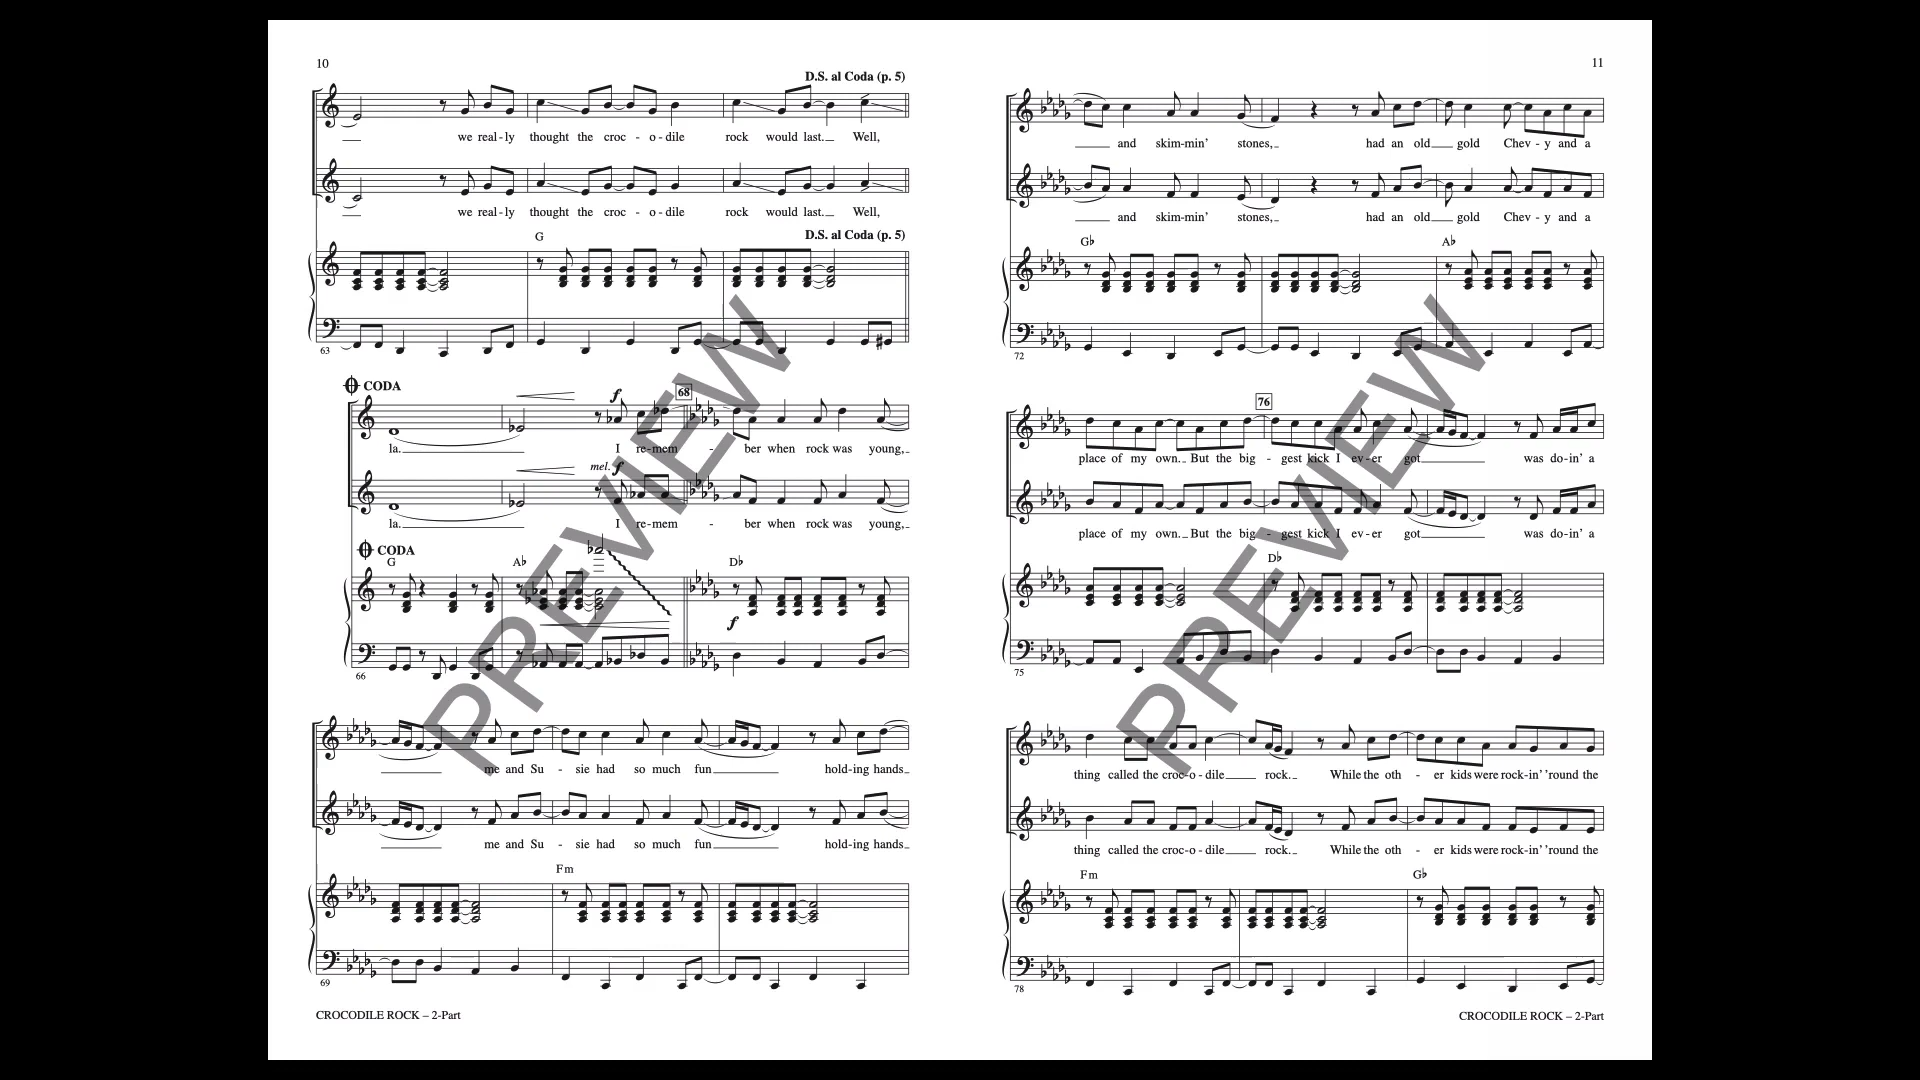 10
D.S. al Coda (p. 5)
we real - ly thought the croc - o - dile rock would last. Well,
we real - ly thought the croc - o - dile rock would last. Well,
G
D.S. al Coda (p. 5)
63
CODA
f
68
la. I re - mem - ber when rock was young,
mel. f
la. I re - mem - ber when rock was young,
CODA
G A♭ D♭
f
66
me and Su - sie had so much fun hold - ing hands
me and Su - sie had so much fun hold - ing hands
Fm
69
CROCODILE ROCK – 2-Part
11
and skim - min' stones, had an old gold Chev - y and a
and skim - min' stones, had an old gold Chev - y and a
G♭ A♭
72
76
place of my own. But the big - gest kick I ev - er got was do - in' a
place of my own. But the big - gest kick I ev - er got was do - in' a
D♭
75
thing called the croc - o - dile rock. While the oth - er kids were rock - in' 'round the
thing called the croc - o - dile rock. While the oth - er kids were rock - in' 'round the
Fm G♭
78
CROCODILE ROCK – 2-Part
PREVIEW
PREVIEW